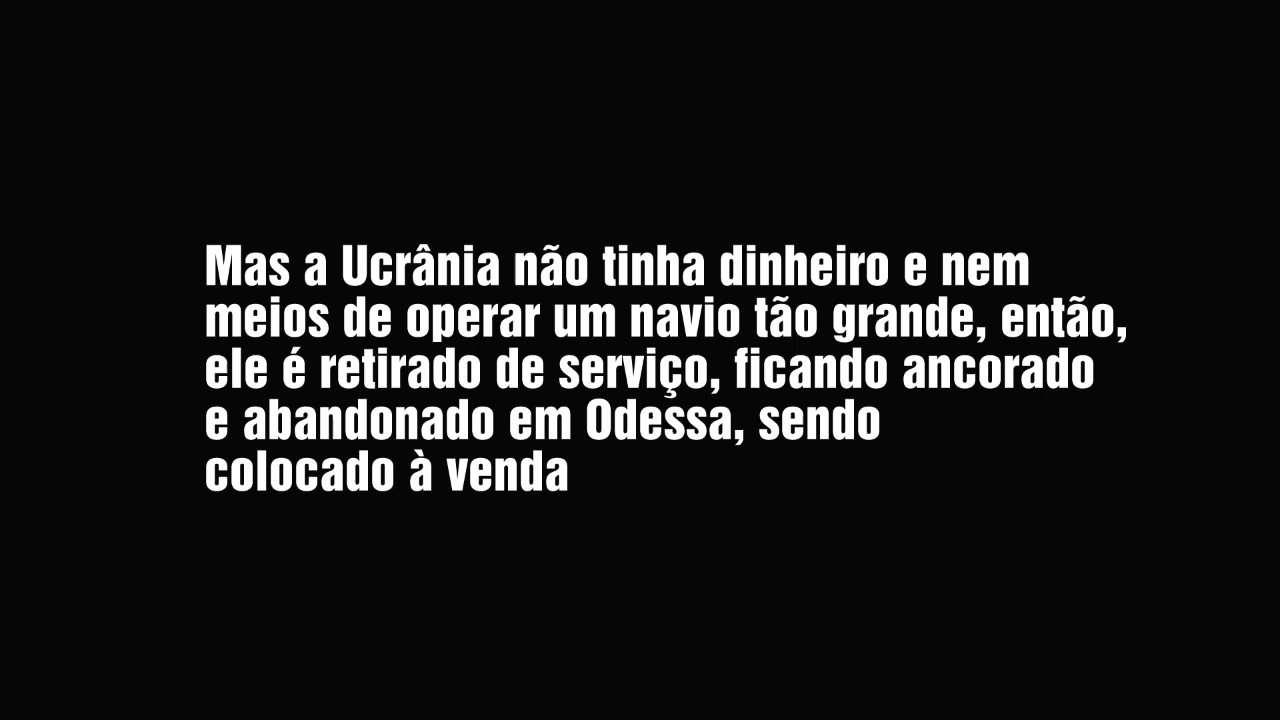 Mas a Ucrânia não tinha dinheiro e nem
meios de operar um navio tão grande, então,
ele é retirado de serviço, ficando ancorado
e abandonado em Odessa, sendo
colocado à venda